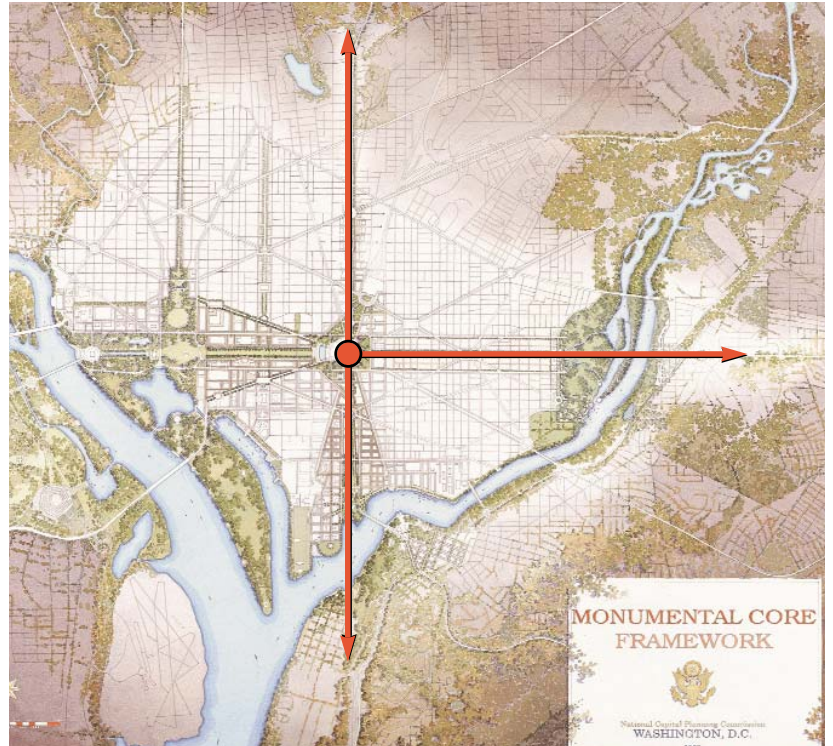 MONUMENTAL CORE
FRAMEWORK
National Capital Planning Commission
WASHINGTON, D.C.